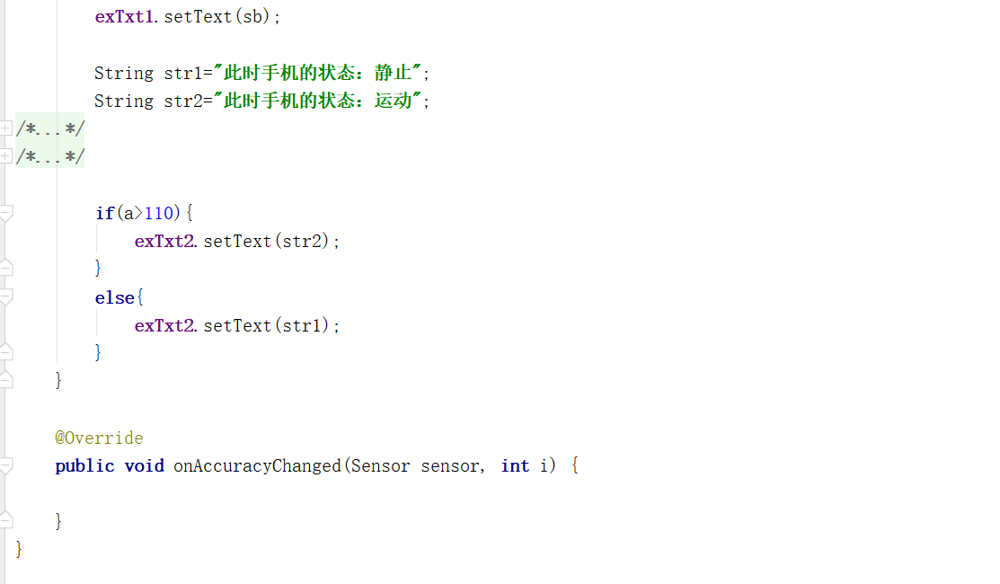 exTxt1.setText(sb);
String str1="此时手机的状态：静止";
String str2="此时手机的状态：运动";
/*...*/
/*...*/
if(a>110){
exTxt2.setText(str2);
}
else{
exTxt2.setText(str1);
}
}
@Override
public void onAccuracyChanged(Sensor sensor, int i) {
}
}